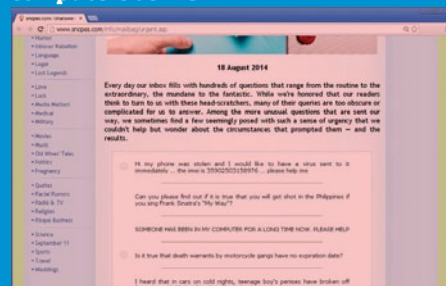 snopes.com
www.snopes.com/info/mailbag/urgent.asp
18 August 2014
• Humor
• Inboxer Rebellion
• Language
• Legal
• Lost Legends
• Love
• Luck
• Media Matters
• Medical
• Military
• Movies
• Music
• Old Wives' Tales
• Politics
• Pregnancy
• Quotes
• Racial Rumors
• Radio & TV
• Religion
• Risqué Business
• Science
• September 11
• Sports
• Travel
• Weddings
Every day our inbox fills with hundreds of questions that range from the routine to the
extraordinary, the mundane to the fantastic. While we're honored that our readers
think to turn to us with these head-scratchers, many of their queries are too obscure or
complicated for us to answer. Among the more unusual questions that are sent our
way, we sometimes find a few seemingly posed with such a sense of urgency that we
couldn't help but wonder about the circumstances that prompted them — and the
results.
Hi my phone was stolen and I would like to have a virus sent to it
immediately ... the imei is ... please help me
Can you please find out if it is true that you will get shot in the Philippines if
you sing Frank Sinatra's "My Way"?
SOMEONE HAS BEEN IN MY COMPUTER FOR A LONG TIME NOW. PLEASE HELP
Is it true that death warrants by motorcycle gangs have no expiration date?
I heard that in cars on cold nights, teenage boy's penises have broken off